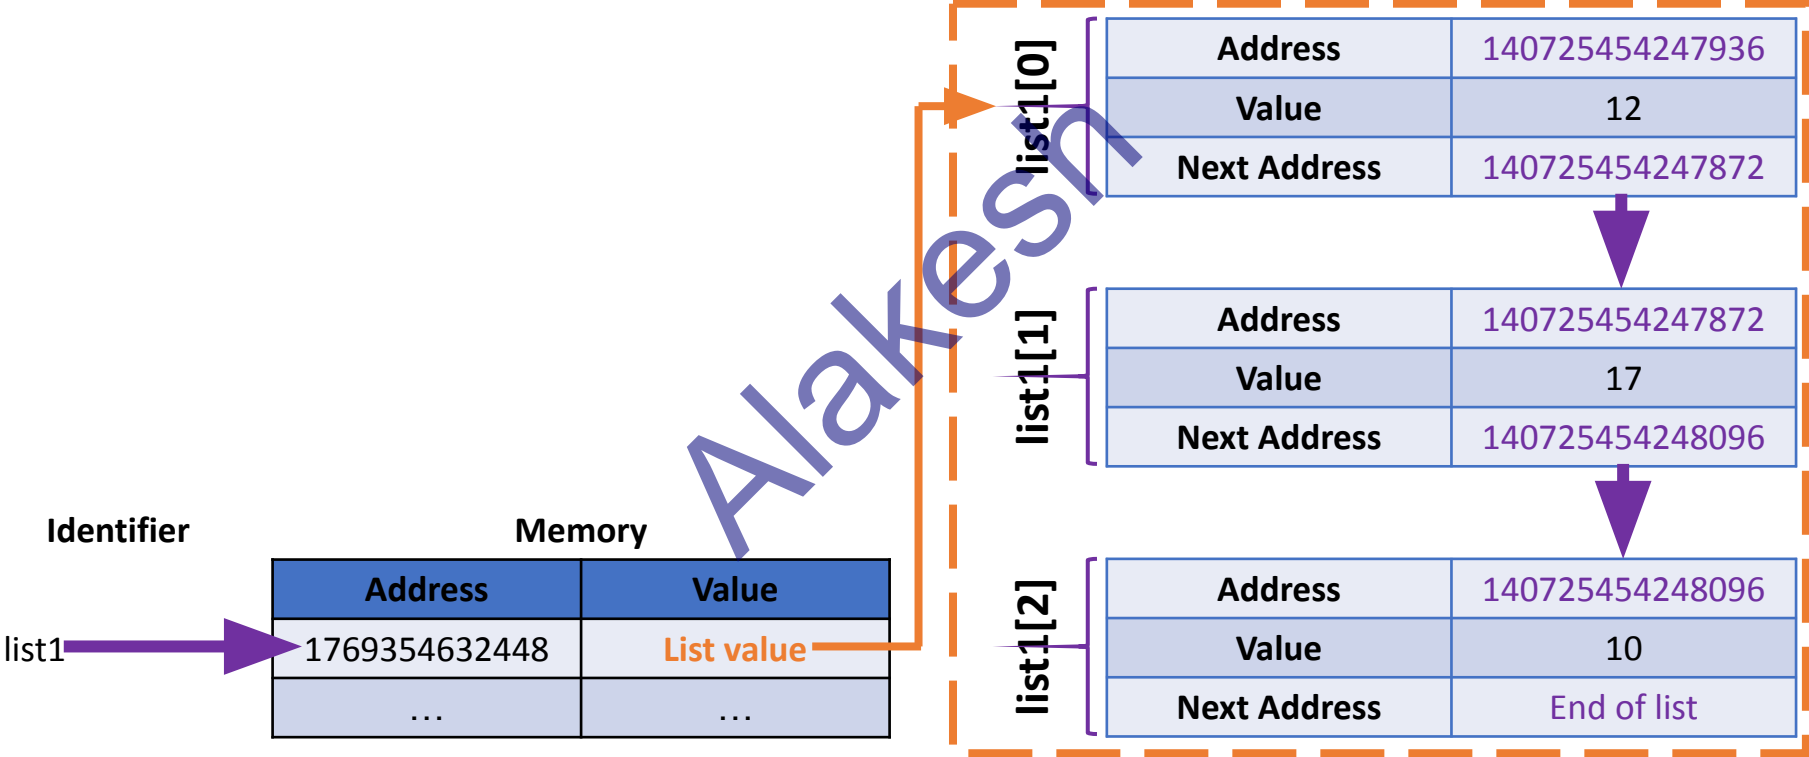 list1[0]
Address 140725454247936
Value 12
Next Address 140725454247872
list1[1]
Address 140725454247872
Value 17
Next Address 140725454248096
Identifier Memory
Address Value
list1 1769354632448 List value
... ...
list1[2]
Address 140725454248096
Value 10
Next Address End of list
Alakesh